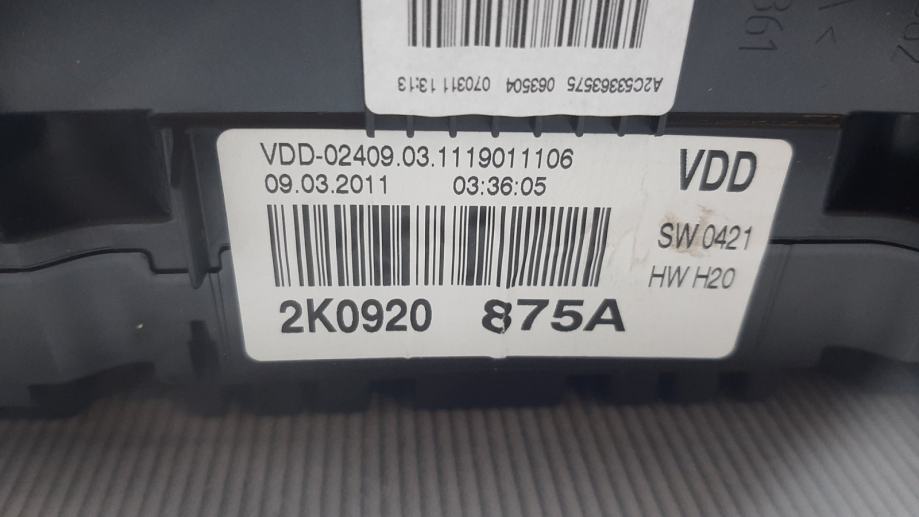 A2C53363575 063504 070311 13:13
VDD-02409.03.1119011106
09.03.2011 03:36:05
VDD
SW 0421
HW H20
2K0920 875A